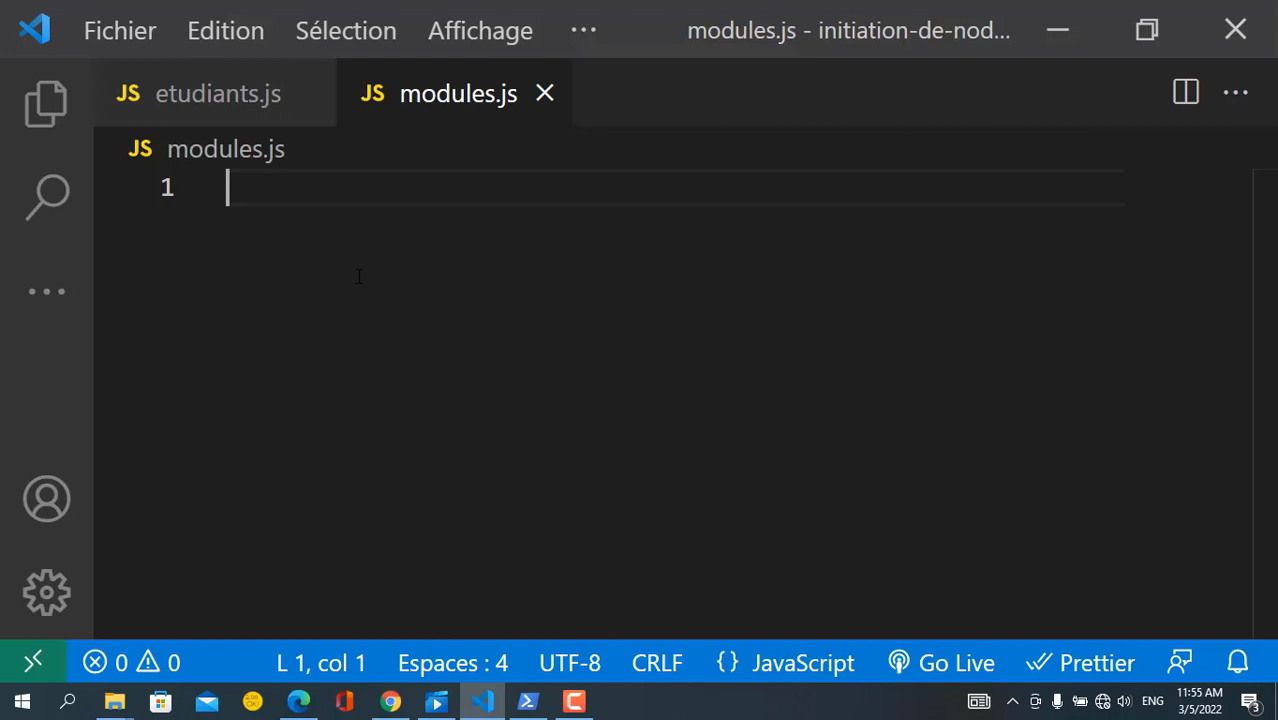 Fichier Edition Sélection Affichage ··· modules.js - initiation-de-nod...
JS etudiants.js JS modules.js
JS modules.js
1
0 0 L 1, col 1 Espaces : 4 UTF-8 CRLF {} JavaScript Go Live Prettier
ENG 11:55 AM
3/5/2022 3